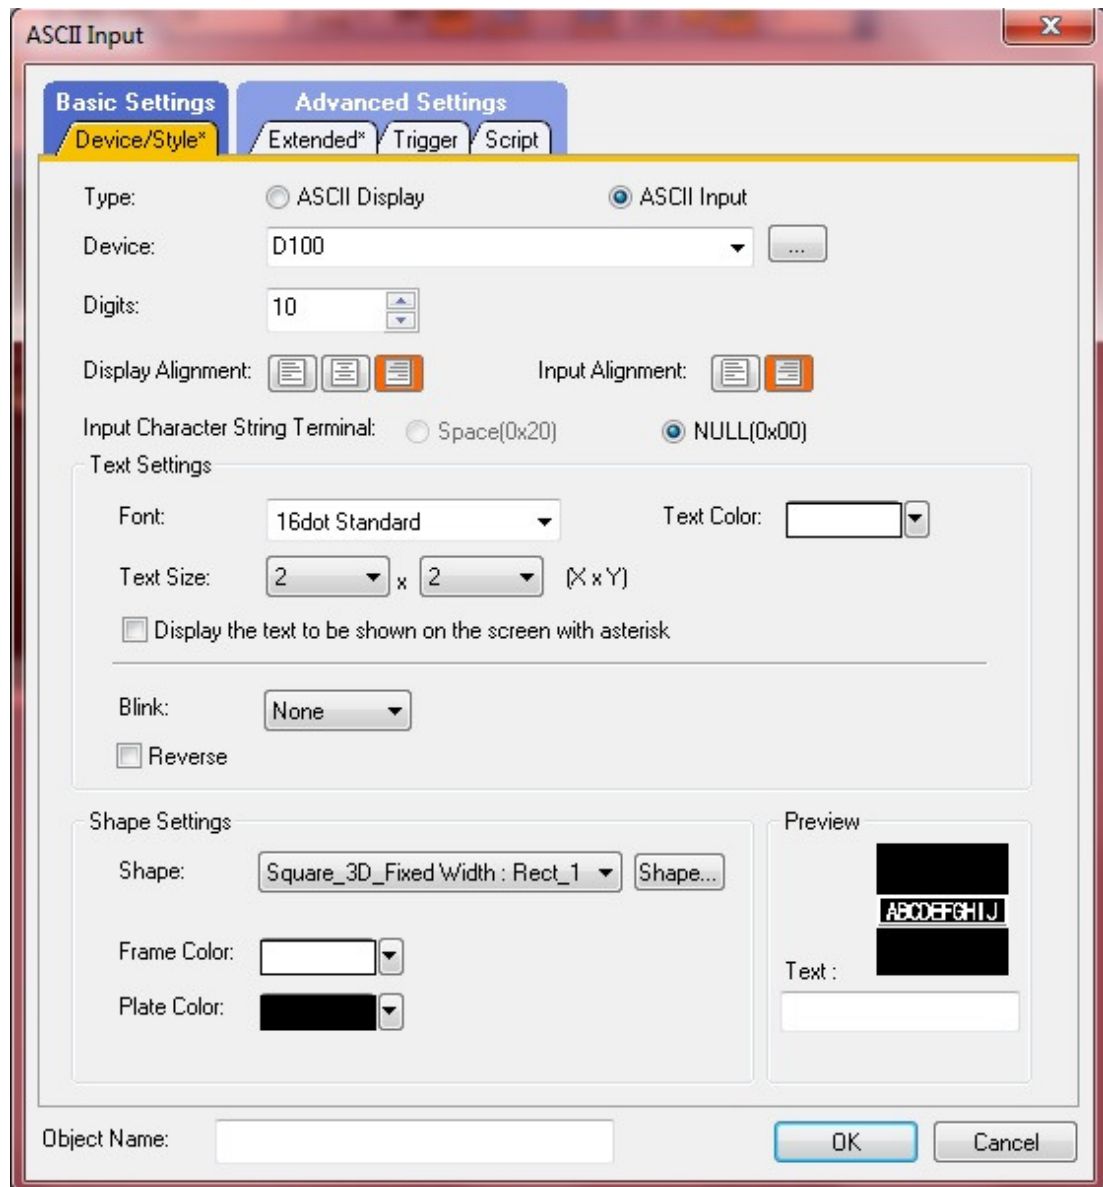 ASCII Input
Basic Settings Advanced Settings
Device/Style* Extended* Trigger Script
Type: ASCII Display ASCII Input
Device: D100 ...
Digits: 10
Display Alignment: Input Alignment:
Input Character String Terminal: Space(0x20) NULL(0x00)
Text Settings
Font: 16dot Standard Text Color:
Text Size: 2 x 2 (X x Y)
Display the text to be shown on the screen with asterisk
Blink: None
Reverse
Shape Settings Preview
Shape: Square_3D_Fixed Width : Rect_1 Shape...
ABCDEFGHIJ
Frame Color:
Text :
Plate Color:
Object Name: OK Cancel